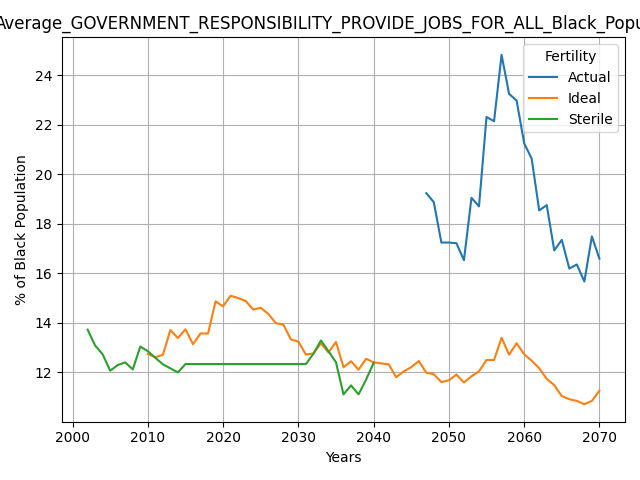 Average_GOVERNMENT_RESPONSIBILITY_PROVIDE_JOBS_FOR_ALL_Black_Popu
Fertility
Actual
Ideal
Sterile
% of Black Population
24
22
20
18
16
14
12
2000 2010 2020 2030 2040 2050 2060 2070
Years